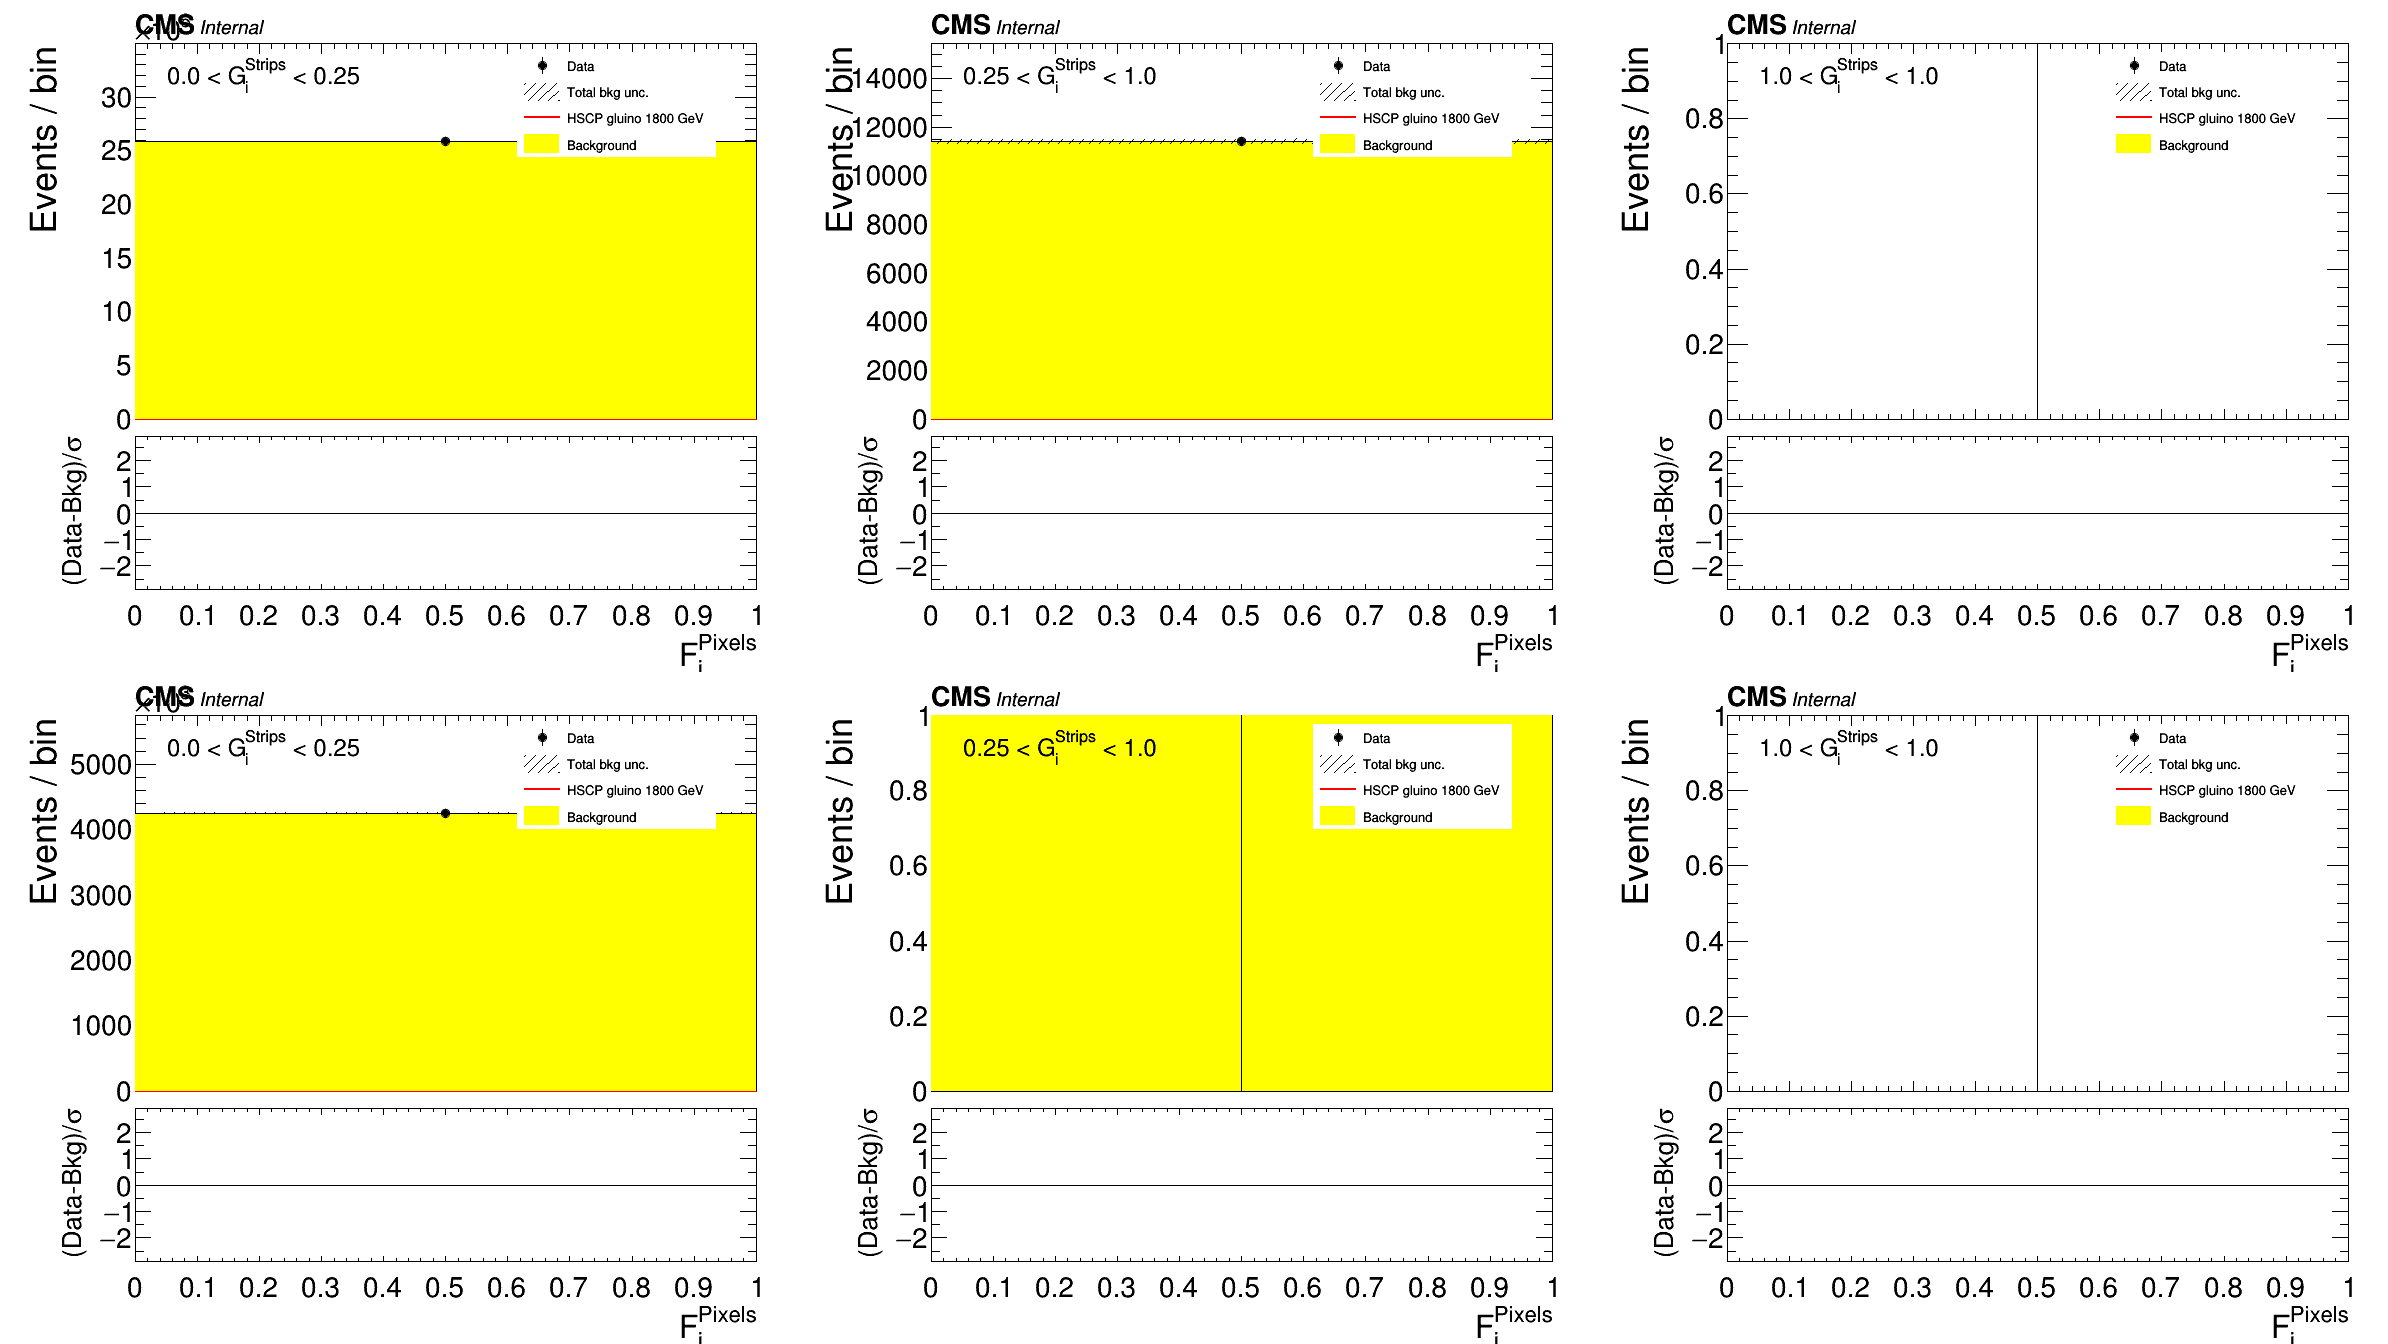 CMS Internal
Events / bin
0.0 < G_i^Strips < 0.25
Data
Total bkg unc.
HSCP gluino 1800 GeV
Background
30
25
20
15
10
5
0
(Data-Bkg)/σ
2
1
0
−1
−2
0 0.1 0.2 0.3 0.4 0.5 0.6 0.7 0.8 0.9 1
F_i^Pixels
CMS Internal
Events / bin
0.25 < G_i^Strips < 1.0
Data
Total bkg unc.
HSCP gluino 1800 GeV
Background
14000
12000
10000
8000
6000
4000
2000
0
(Data-Bkg)/σ
2
1
0
−1
−2
0 0.1 0.2 0.3 0.4 0.5 0.6 0.7 0.8 0.9 1
F_i^Pixels
CMS Internal
Events / bin
1.0 < G_i^Strips < 1.0
Data
Total bkg unc.
HSCP gluino 1800 GeV
Background
1
0.8
0.6
0.4
0.2
0
(Data-Bkg)/σ
2
1
0
−1
−2
0 0.1 0.2 0.3 0.4 0.5 0.6 0.7 0.8 0.9 1
F_i^Pixels
CMS Internal
Events / bin
0.0 < G_i^Strips < 0.25
Data
Total bkg unc.
HSCP gluino 1800 GeV
Background
5000
4000
3000
2000
1000
0
(Data-Bkg)/σ
2
1
0
−1
−2
0 0.1 0.2 0.3 0.4 0.5 0.6 0.7 0.8 0.9 1
F_i^Pixels
CMS Internal
Events / bin
0.25 < G_i^Strips < 1.0
Data
Total bkg unc.
HSCP gluino 1800 GeV
Background
1
0.8
0.6
0.4
0.2
0
(Data-Bkg)/σ
2
1
0
−1
−2
0 0.1 0.2 0.3 0.4 0.5 0.6 0.7 0.8 0.9 1
F_i^Pixels
CMS Internal
Events / bin
1.0 < G_i^Strips < 1.0
Data
Total bkg unc.
HSCP gluino 1800 GeV
Background
1
0.8
0.6
0.4
0.2
0
(Data-Bkg)/σ
2
1
0
−1
−2
0 0.1 0.2 0.3 0.4 0.5 0.6 0.7 0.8 0.9 1
F_i^Pixels